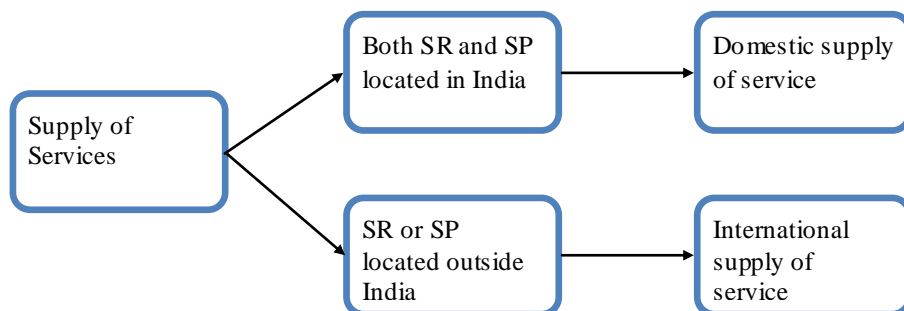 Supply of
Services
Both SR and SP
located in India
Domestic supply
of service
SR or SP
located outside
India
International
supply of
service